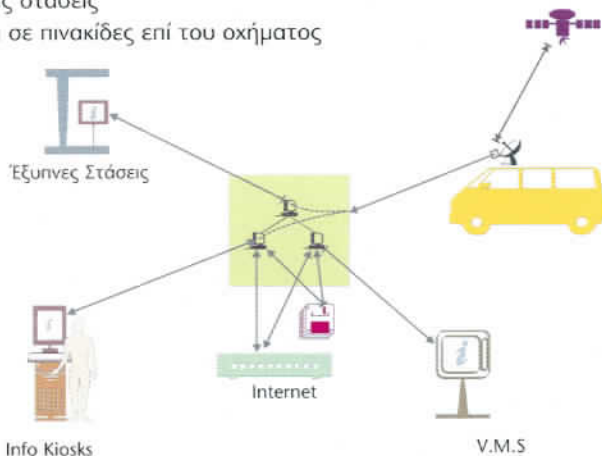 στάσεις
σε πινακίδες επί του οχήματος
Έξυπνες Στάσεις
Internet
Info Kiosks
V.M.S